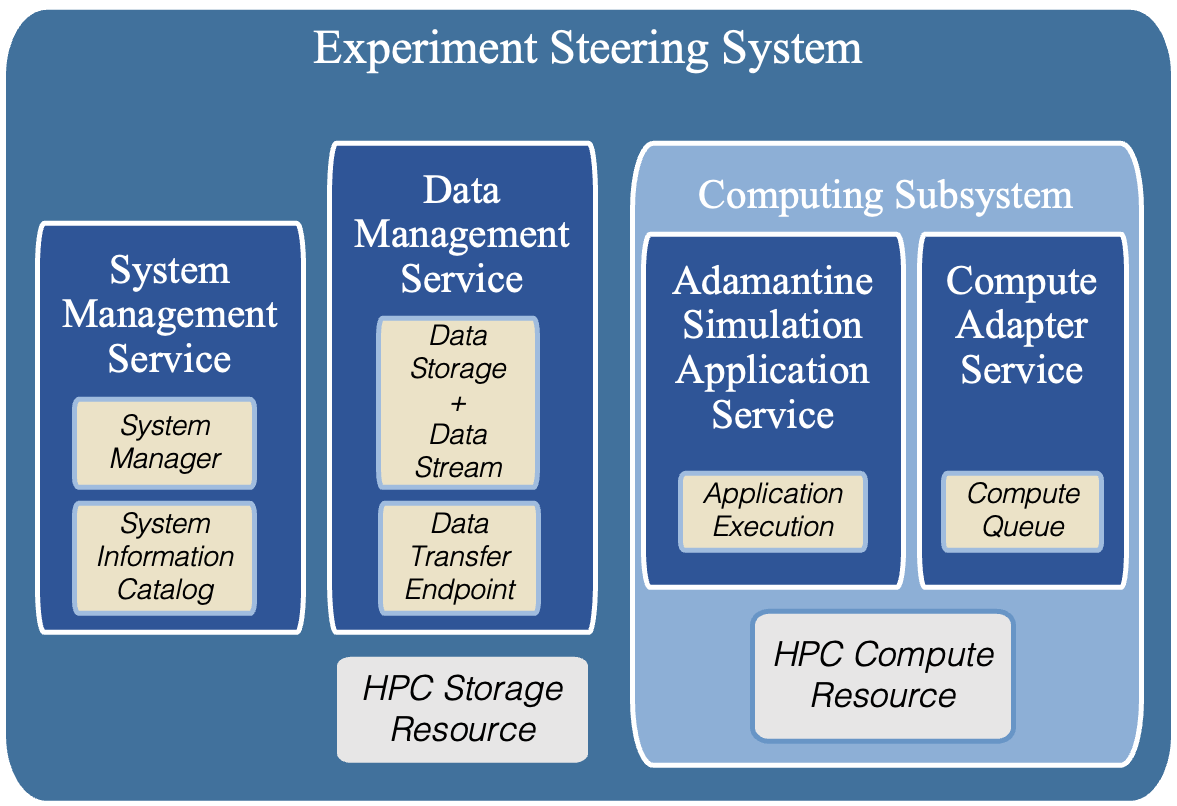 Experiment Steering System
System
Management
Service
System
Manager
System
Information
Catalog
Data
Management
Service
Data
Storage
+
Data
Stream
Data
Transfer
Endpoint
HPC Storage
Resource
Computing Subsystem
Adamantine
Simulation
Application
Service
Application
Execution
Compute
Adapter
Service
Compute
Queue
HPC Compute
Resource